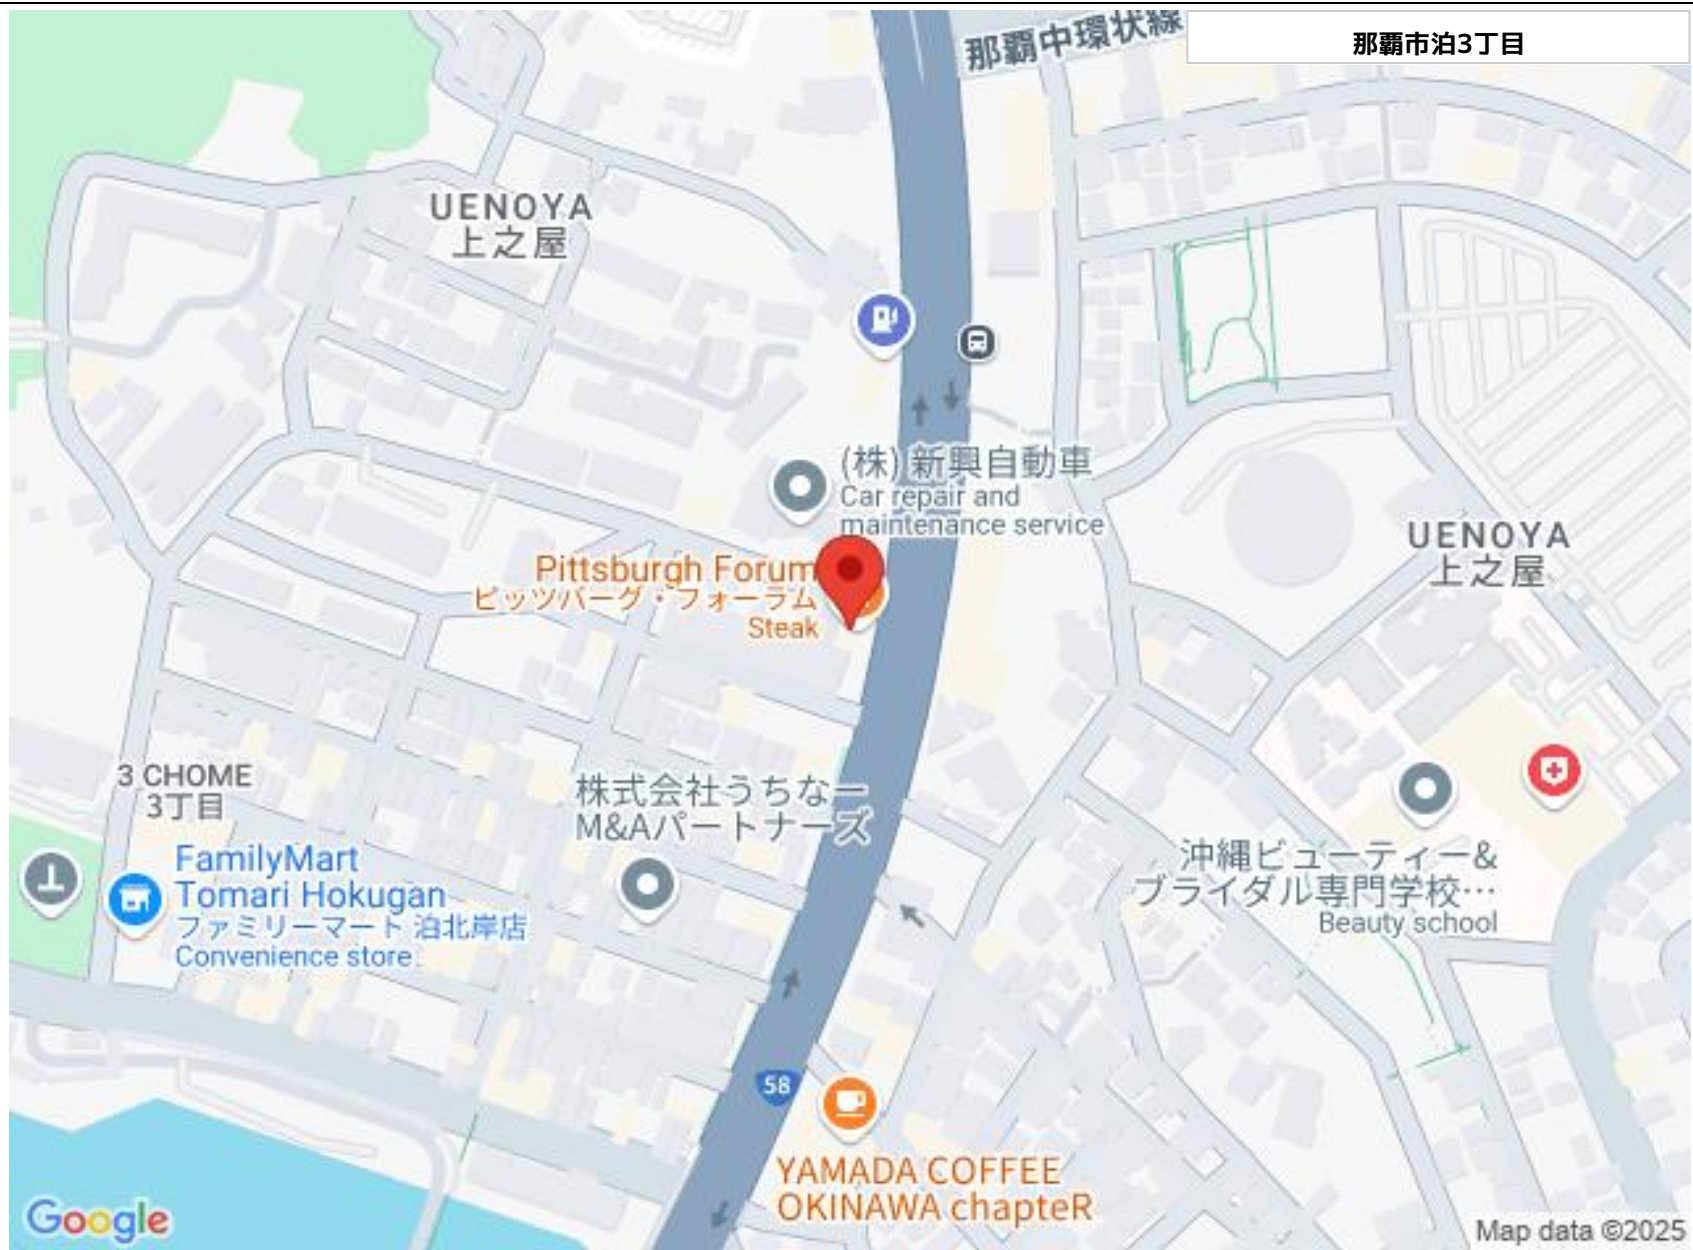 那覇中環状線
那覇市泊3丁目
UENOYA
上之屋
(株) 新興自動車
Car repair and
maintenance service
Pittsburgh Forum
ピッツバーグ・フォーラム
Steak
UENOYA
上之屋
3 CHOME
3丁目
株式会社うちなー
M&Aパートナーズ
FamilyMart
Tomari Hokugan
ファミリーマート 泊北岸店
Convenience store
沖縄ビューティー&
ブライダル専門学校…
Beauty school
58
YAMADA COFFEE
OKINAWA chapteR
Google
Map data ©2025